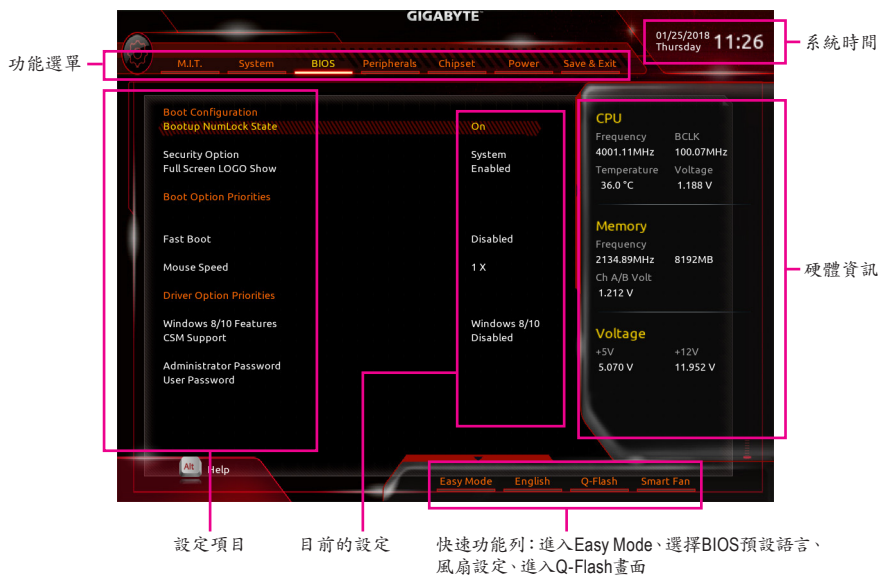 GIGABYTE
01/25/2018
Thursday
11:26
系統時間
功能選單
M.I.T. System BIOS Peripherals Chipset Power Save & Exit
Boot Configuration
Bootup NumLock State On
Security Option System
Full Screen LOGO Show Enabled
Boot Option Priorities
Fast Boot Disabled
Mouse Speed 1 X
Driver Option Priorities
Windows 8/10 Features Windows 8/10
CSM Support Disabled
Administrator Password
User Password
CPU
Frequency BCLK
4001.11MHz 100.07MHz
Temperature Voltage
36.0 °C 1.188 V
Memory
Frequency
2134.89MHz 8192MB
Ch A/B Volt
1.212 V
Voltage
+5V +12V
5.070 V 11.952 V
硬體資訊
Alt Help
Easy Mode English Q-Flash Smart Fan
設定項目
目前的設定
快速功能列：進入Easy Mode、選擇BIOS預設語言、
風扇設定、進入Q-Flash畫面